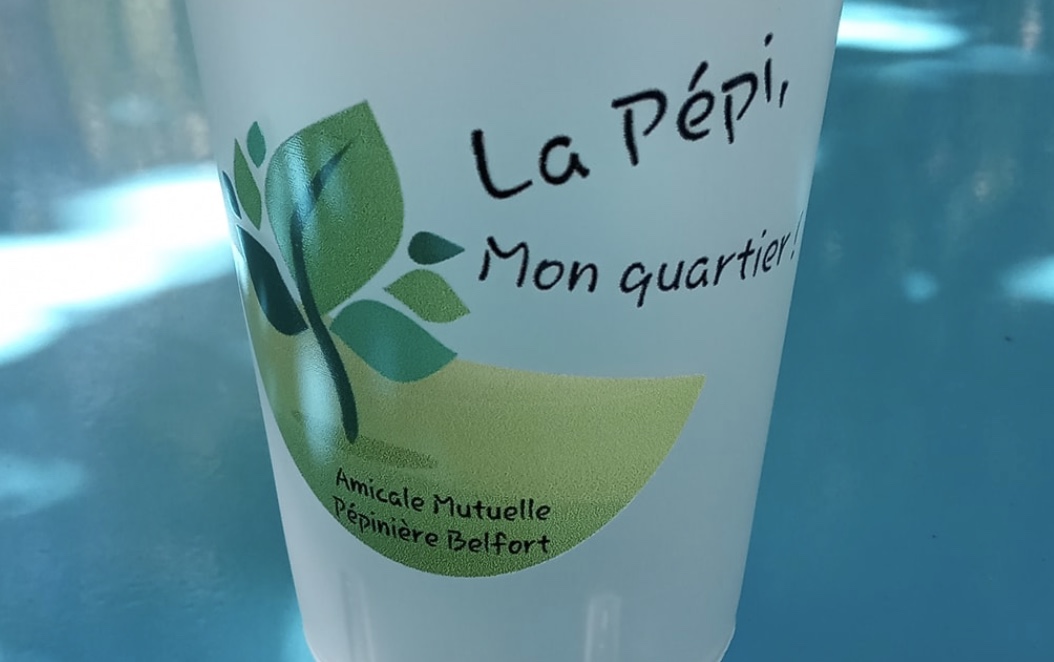 La Pépi,
Mon quartier!
Amicale Mutuelle
Pépinière Belfort